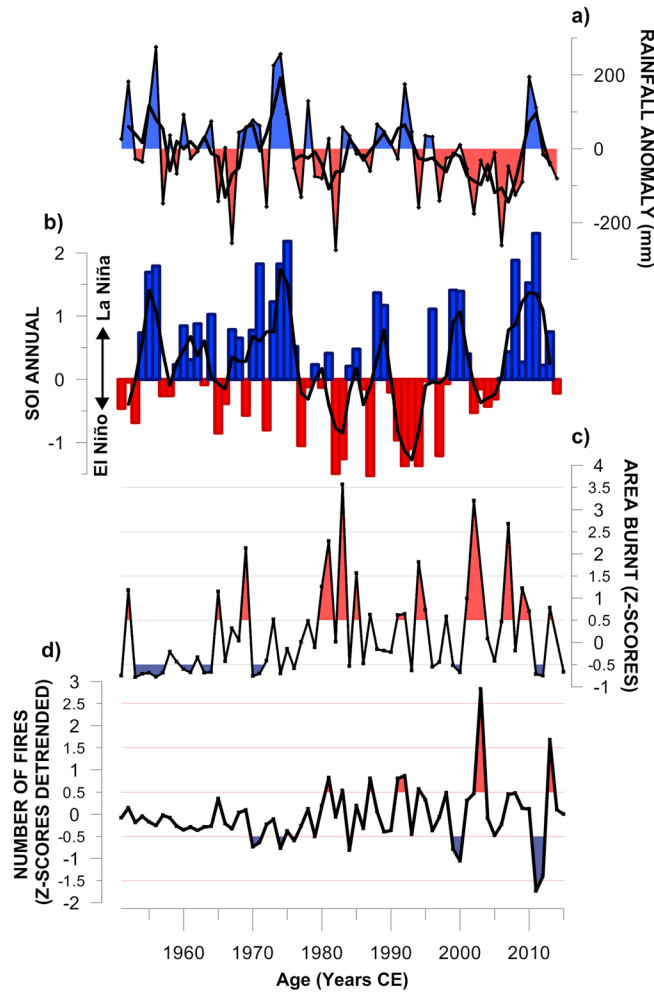 a)
200
0
-200
RAINFALL ANOMALY (mm)
b)
2
1
0
-1
SOI ANNUAL
La Niña
El Niño
c)
4
3.5
3
2.5
2
1.5
1
0.5
0
-0.5
-1
AREA BURNT (Z-SCORES)
d)
3
2.5
2
1.5
1
0.5
0
-0.5
-1
-1.5
-2
NUMBER OF FIRES
(Z-SCORES DETRENDED)
1960 1970 1980 1990 2000 2010
Age (Years CE)